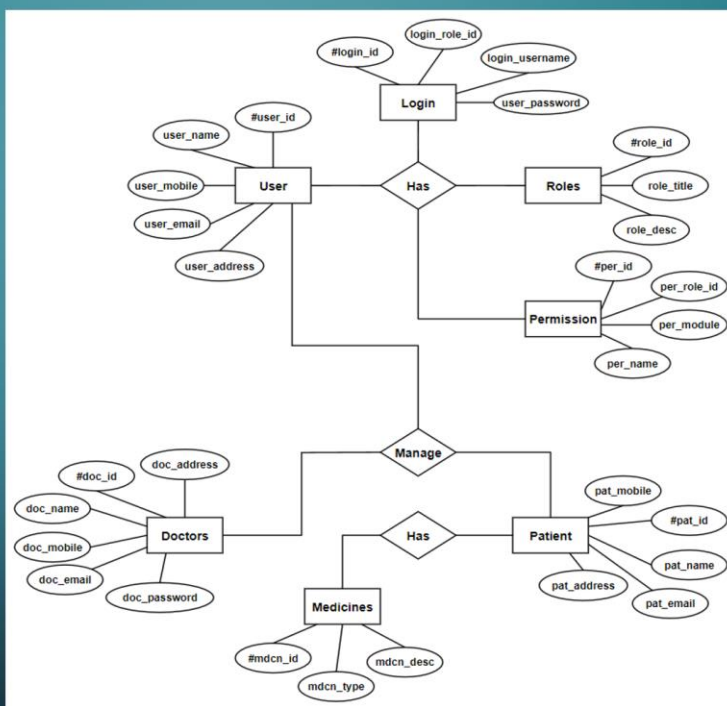 login_role_id
#login_id
login_username
Login
user_password
#user_id
user_name
#role_id
user_mobile
User
Has
Roles
role_title
user_email
role_desc
user_address
#per_id
per_role_id
Permission
per_module
per_name
Manage
doc_address
#doc_id
pat_mobile
doc_name
#pat_id
Doctors
Has
Patient
doc_mobile
pat_name
doc_email
pat_address
doc_password
Medicines
pat_email
#mdcn_id
mdcn_desc
mdcn_type